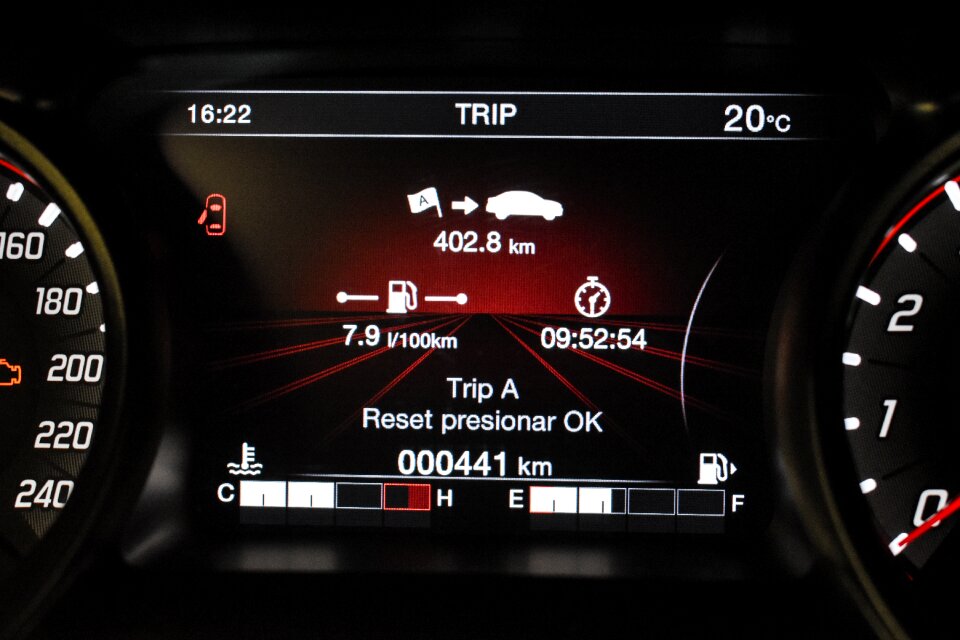 16:22 TRIP 20°C
A
402.8 km
7.9 l/100km 09:52:54
Trip A
Reset presionar OK
000441 km
C H E F
160
180
200
220
240
2
1
0